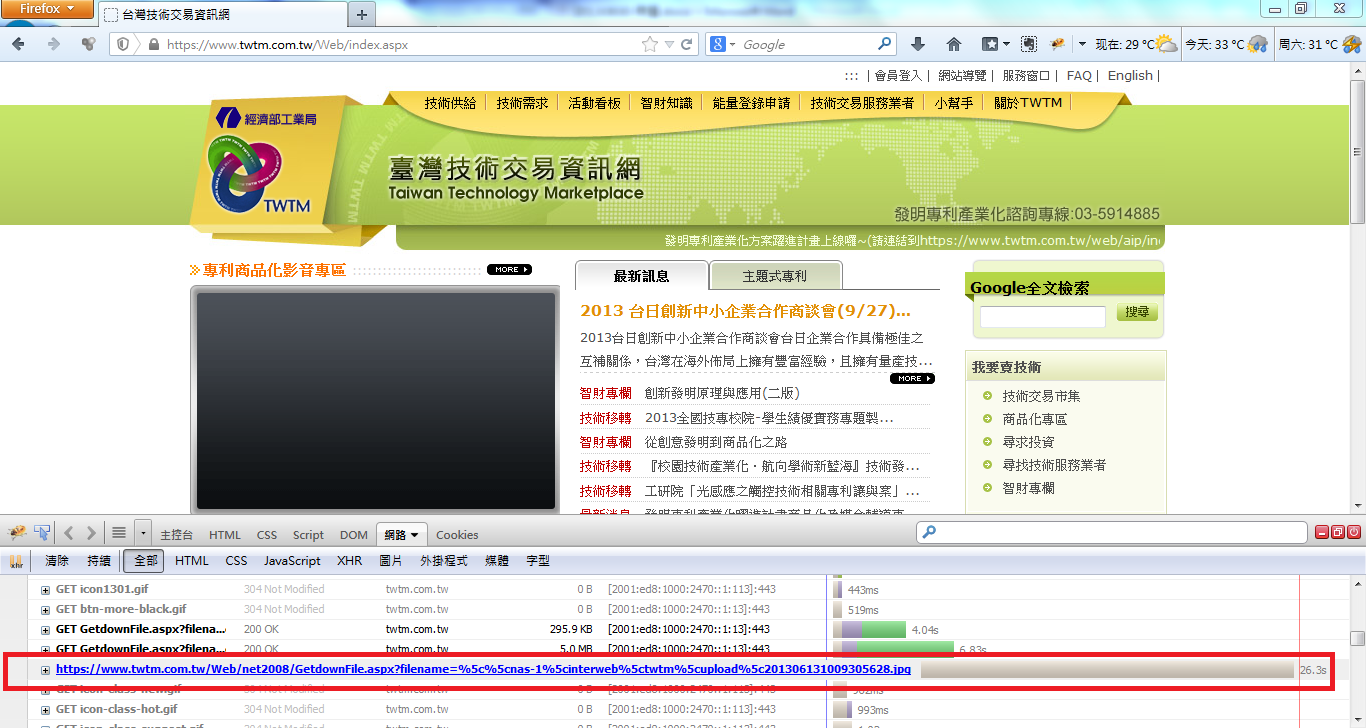 Firefox
台灣技術交易資訊網
https://www.twtm.com.tw/Web/index.aspx
Google
现在: 29 ℃
今天: 33 ℃
周六: 31 ℃
::: | 會員登入 | 網站導覽 | 服務窗口 | FAQ | English |
技術供給 | 技術需求 | 活動看板 | 智財知識 | 能量登錄申請 | 技術交易服務業者 | 小幫手 | 關於TWTM |
經濟部工業局
TWTM
臺灣技術交易資訊網
Taiwan Technology Marketplace
發明專利產業化諮詢專線:03-5914885
發明專利產業化方案躍進計畫上線囉~(請連結到https://www.twtm.com.tw/web/aip/in
專利商品化影音專區
MORE
最新訊息
主題式專利
2013 台日創新中小企業合作商談會(9/27)...
2013台日創新中小企業合作商談會台日企業合作具備極佳之
互補關係，台灣在海外佈局上擁有豐富經驗，且擁有量產技...
MORE
智財專欄 創新發明原理與應用(二版)
技術移轉 2013全國技專校院-學生績優實務專題製...
智財專欄 從創意發明到商品化之路
技術移轉 『校園技術產業化．航向學術新藍海』技術發...
技術移轉 工研院「光感應之觸控技術相關專利讓與案」...
最新消息
Google全文檢索
搜尋
我要賣技術
技術交易市集
商品化專區
尋求投資
尋找技術服務業者
智財專欄
主控台 HTML CSS Script DOM 網路 Cookies
清除 持續 全部 HTML CSS JavaScript XHR 圖片 外掛程式 媒體 字型
GET icon1301.gif 304 Not Modified twtm.com.tw 0 B [2001:ed8:1000:2470::1:113]:443 443ms
GET btn-more-black.gif 304 Not Modified twtm.com.tw 0 B [2001:ed8:1000:2470::1:113]:443 519ms
GET GetdownFile.aspx?filena... 200 OK twtm.com.tw 295.9 KB [2001:ed8:1000:2470::1:13]:443 4.04s
GET GetdownFile.aspx?filena... 200 OK twtm.com.tw 5.0 MB [2001:ed8:1000:2470::1:113]:443 6.83s
https://www.twtm.com.tw/Web/net2008/GetdownFile.aspx?filename=%5c%5cnas-1%5cinterweb%5ctwtm%5cupload%5c201306131009305628.jpg 26.3s
GET icon-class-new.gif 304 Not Modified twtm.com.tw 0 B [2001:ed8:1000:2470::1:113]:443
GET icon-class-hot.gif 304 Not Modified twtm.com.tw 0 B [2001:ed8:1000:2470::1:113]:443 993ms